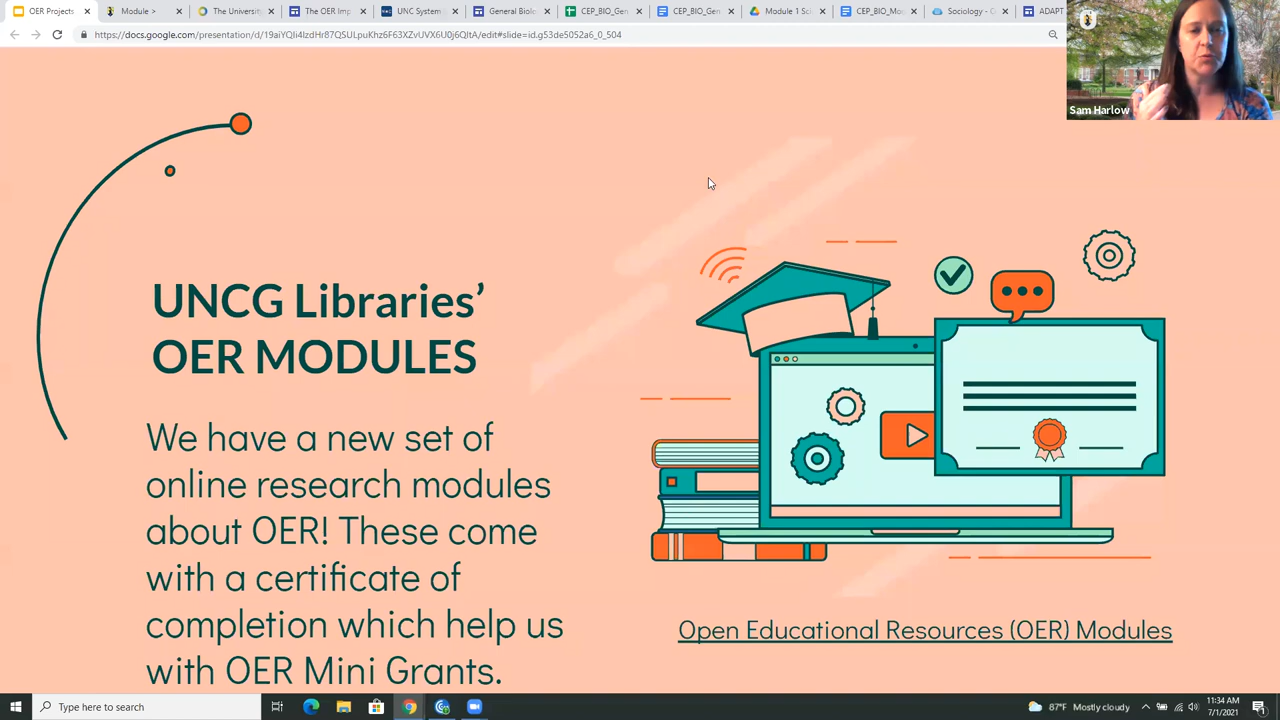 OER Projects
Module >
The University
The OER Imp
UNC System
General Biolo
CEP_BIO_Gen
CEP_BIO_Gen
Module 1 Sci
CEP_BIO_Mo
Sociology -
ADAPT
Sam Harlow
UNCG Libraries’
OER MODULES
We have a new set of
online research modules
about OER! These come
with a certificate of
completion which help us
with OER Mini Grants.
Open Educational Resources (OER) Modules
Type here to search
87°F Mostly cloudy
11:34 AM
7/1/2021